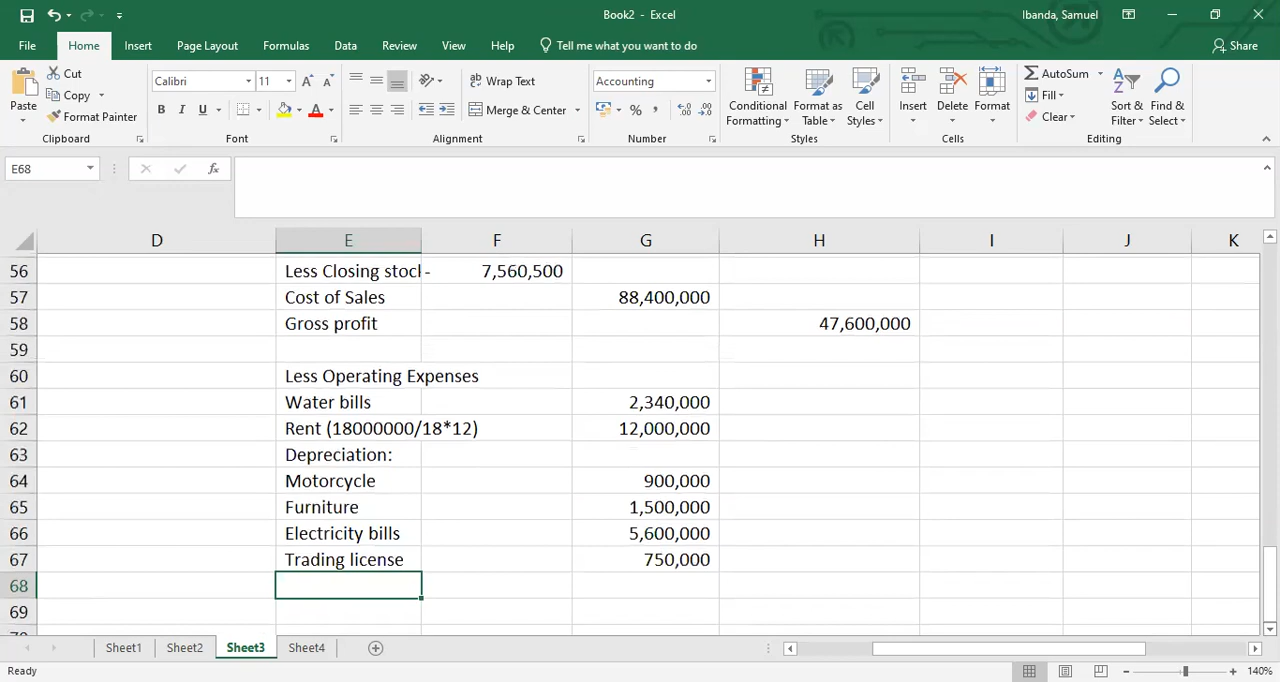 Book2 - Excel
Ibanda, Samuel
File Home Insert Page Layout Formulas Data Review View Help Tell me what you want to do Share
Paste
Cut
Copy
Format Painter
Clipboard
Calibri 11
B I U A
Font
Wrap Text
Merge & Center
Alignment
Accounting
%
Number
Conditional Formatting
Format as Table
Cell Styles
Styles
Insert
Delete
Format
Cells
AutoSum
Fill
Clear
Sort & Filter
Find & Select
Editing
E68 fx
D E F G H I J K
56 Less Closing stock - 7,560,500
57 Cost of Sales 88,400,000
58 Gross profit 47,600,000
59
60 Less Operating Expenses
61 Water bills 2,340,000
62 Rent (18000000/18*12) 12,000,000
63 Depreciation:
64 Motorcycle 900,000
65 Furniture 1,500,000
66 Electricity bills 5,600,000
67 Trading license 750,000
68
69
Sheet1 Sheet2 Sheet3 Sheet4
Ready 140%